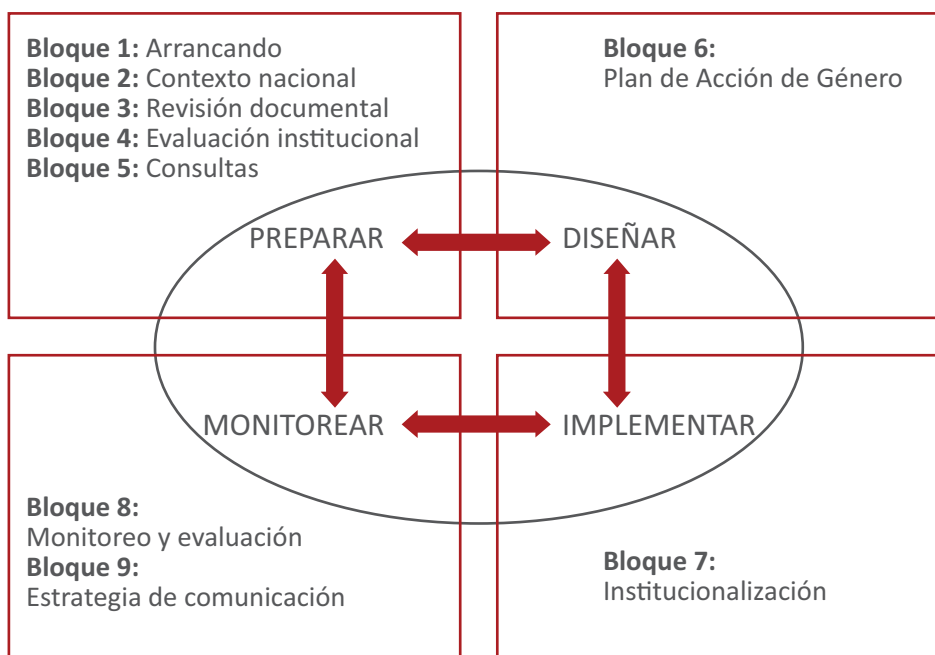 Bloque 1: Arrancando
Bloque 2: Contexto nacional
Bloque 3: Revisión documental
Bloque 4: Evaluación institucional
Bloque 5: Consultas
Bloque 6:
Plan de Acción de Género
PREPARAR
DISEÑAR
MONITOREAR
IMPLEMENTAR
Bloque 8:
Monitoreo y evaluación
Bloque 9:
Estrategia de comunicación
Bloque 7:
Institucionalización